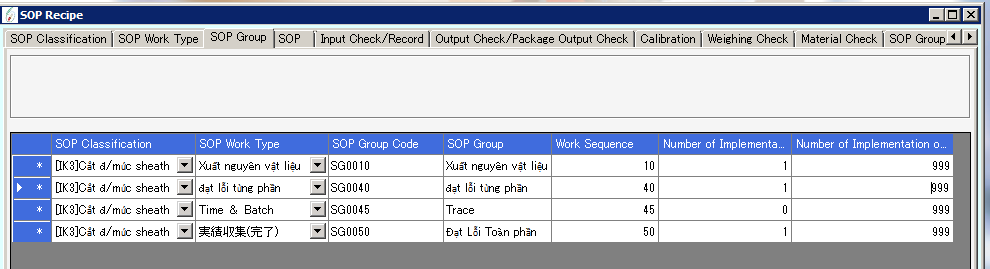 SOP Recipe
SOP Classification SOP Work Type SOP Group SOP Input Check/Record Output Check/Package Output Check Calibration Weighing Check Material Check SOP Group
SOP Classification SOP Work Type SOP Group Code SOP Group Work Sequence Number of Implementa... Number of Implementation o...
* [IK3]Cắt đ/mức sheath Xuất nguyên vật liệu SG0010 Xuất nguyên vật liệu 10 1 999
* [IK3]Cắt đ/mức sheath đạt lỗi từng phần SG0040 đạt lỗi từng phần 40 1 999
* [IK3]Cắt đ/mức sheath Time & Batch SG0045 Trace 45 0 999
* [IK3]Cắt đ/mức sheath 実績収集(完了) SG0050 Đạt Lỗi Toàn phần 50 1 999